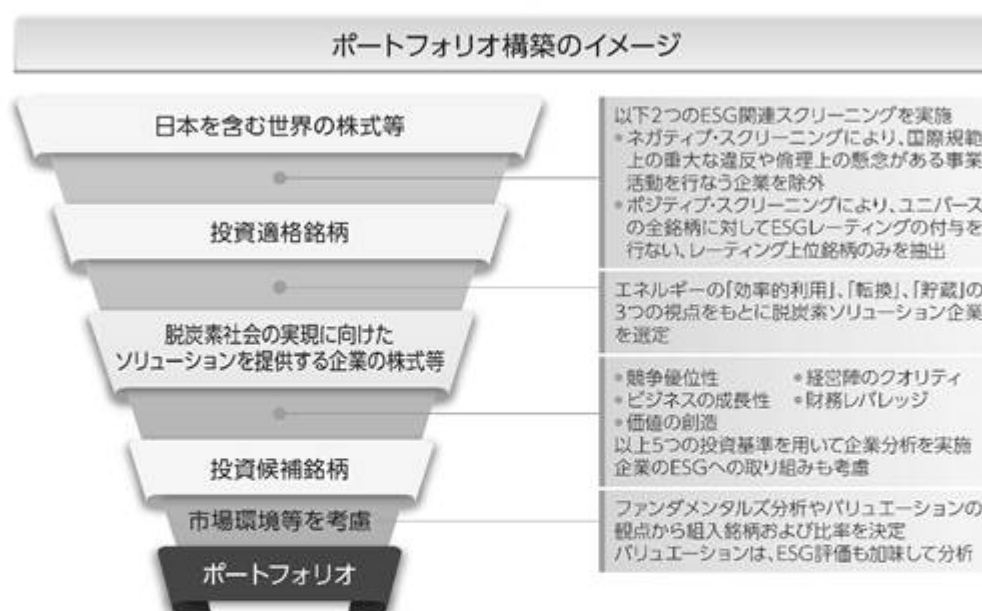 ポートフォリオ構築のイメージ
日本を含む世界の株式等
以下2つのESG関連スクリーニングを実施
●ネガティブ・スクリーニングにより、国際規範
上の重大な違反や倫理上の懸念がある事業
活動を行なう企業を除外
●ポジティブ・スクリーニングにより、ユニバース
の全銘柄に対してESGレーティングの付与を
行ない、レーティング上位銘柄のみを抽出
投資適格銘柄
エネルギーの「効率的利用」、「転換」、「貯蔵」の
3つの視点をもとに脱炭素ソリューション企業
を選定
脱炭素社会の実現に向けた
ソリューションを提供する企業の株式等
●競争優位性 ●経営陣のクオリティ
●ビジネスの成長性 ●財務レバレッジ
●価値の創造
以上5つの投資基準を用いて企業分析を実施
企業のESGへの取り組みも考慮
投資候補銘柄
市場環境等を考慮
ファンダメンタルズ分析やバリュエーションの
観点から組入銘柄および比率を決定
バリュエーションは、ESG評価も加味して分析
ポートフォリオ